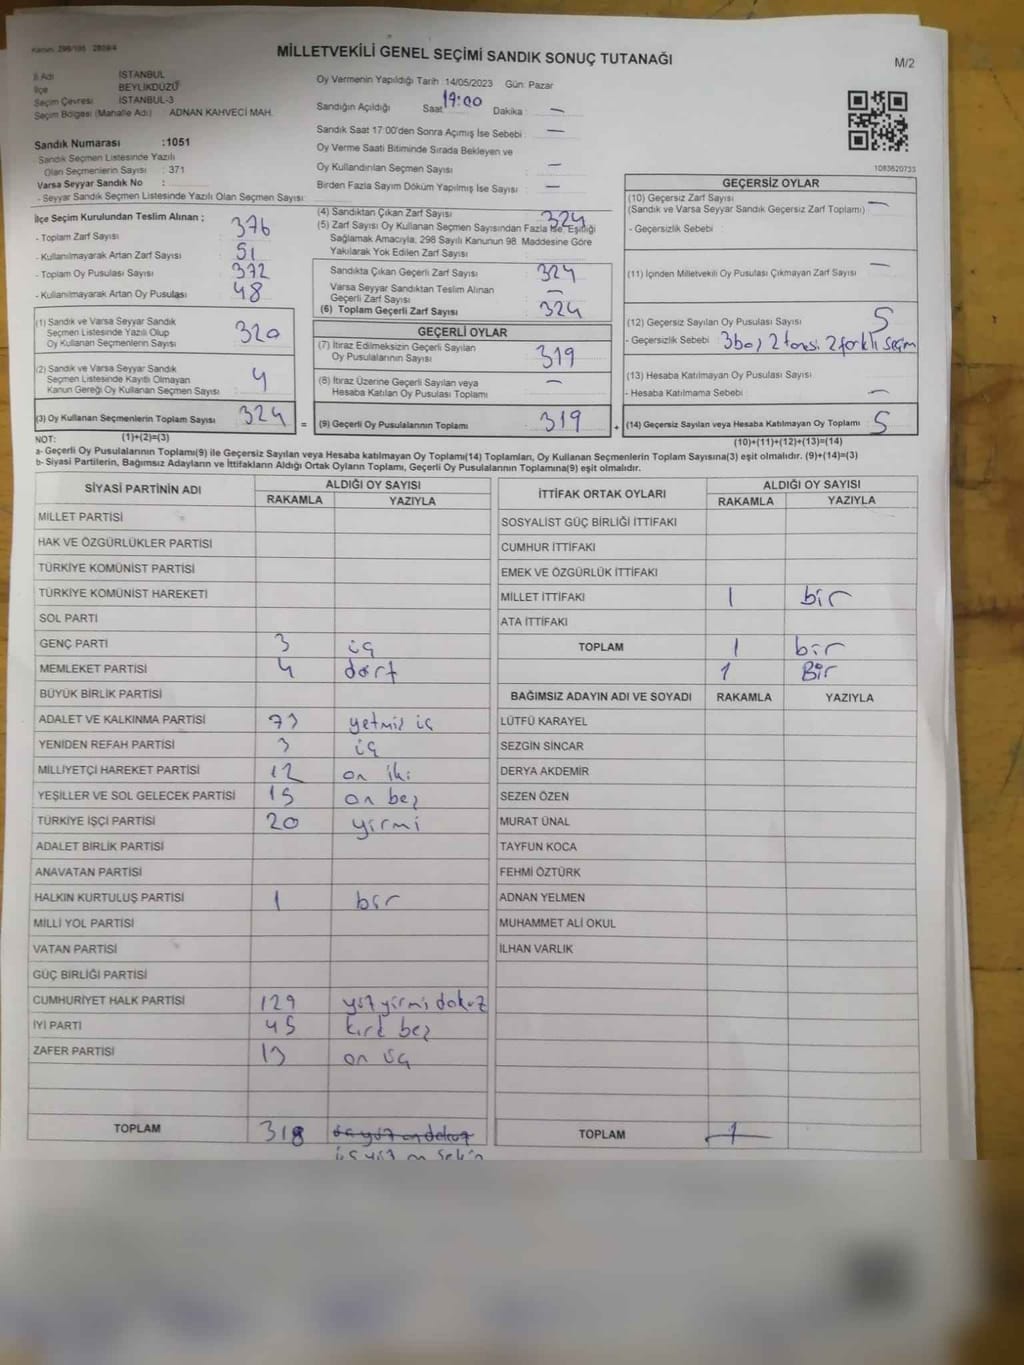 Kanun: 298/105 2839/4
MİLLETVEKİLİ GENEL SEÇİMİ SANDIK SONUÇ TUTANAĞI
M/2
İl Adı İSTANBUL
İlçe BEYLİKDÜZÜ
Seçim Çevresi İSTANBUL-3
Seçim Bölgesi (Mahalle Adı) ADNAN KAHVECİ MAH.
Oy Vermenin Yapıldığı Tarih :14/05/2023 Gün: Pazar
Sandığın Açıldığı Saat 19:00 Dakika : —
Sandık Saat 17:00'den Sonra Açımış İse Sebebi : —
Oy Verme Saati Bitiminde Sırada Bekleyen ve
Oy Kullandırılan Seçmen Sayısı : —
Birden Fazla Sayım Döküm Yapılmış İse Sayısı : —
1083620733
Sandık Numarası :1051
- Sandık Seçmen Listesinde Yazılı
Olan Seçmenlerin Sayısı : 371
Varsa Seyyar Sandık No :
- Seyyar Sandık Seçmen Listesinde Yazılı Olan Seçmen Sayısı :
İlçe Seçim Kurulundan Teslim Alınan ;
- Toplam Zarf Sayısı 376
- Kullanılmayarak Artan Zarf Sayısı 51
- Toplam Oy Pusulası Sayısı 372
- Kullanılmayarak Artan Oy Pusulası 48
(1) Sandık ve Varsa Seyyar Sandık
Seçmen Listesinde Yazılı Olup
Oy Kullanan Seçmenlerin Sayısı 320
(2) Sandık ve Varsa Seyyar Sandık
Seçmen Listesinde Kayıtlı Olmayan
Kanun Gereği Oy Kullanan Seçmen Sayısı 4
(3) Oy Kullanan Seçmenlerin Toplam Sayısı 324
(4) Sandıktan Çıkan Zarf Sayısı 324
(5) Zarf Sayısı Oy Kullanan Seçmen Sayısından Fazla İse, Eşitliği
Sağlamak Amacıyla, 298 Sayılı Kanunun 98. Maddesine Göre
Yakılarak Yok Edilen Zarf Sayısı
Sandıkta Çıkan Geçerli Zarf Sayısı 324
Varsa Seyyar Sandıktan Teslim Alınan
Geçerli Zarf Sayısı —
(6) Toplam Geçerli Zarf Sayısı 324
GEÇERLİ OYLAR
(7) İtiraz Edilmeksizin Geçerli Sayılan
Oy Pusulalarının Sayısı 319
(8) İtiraz Üzerine Geçerli Sayılan veya
Hesaba Katılan Oy Pusulası Toplamı —
= (9) Geçerli Oy Pusulalarının Toplamı 319
GEÇERSİZ OYLAR
(10) Geçersiz Zarf Sayısı —
(Sandık ve Varsa Seyyar Sandık Geçersiz Zarf Toplamı)
- Geçersizlik Sebebi :
(11) İçinden Milletvekili Oy Pusulası Çıkmayan Zarf Sayısı —
(12) Geçersiz Sayılan Oy Pusulası Sayısı 5
- Geçersizlik Sebebi : 3 boş 2 tanesi 2 farklı seçim
(13) Hesaba Katılmayan Oy Pusulası Sayısı
- Hesaba Katılmama Sebebi : —
+ (14) Geçersiz Sayılan veya Hesaba Katılmayan Oy Toplamı 5
NOT: (1)+(2)=(3)
(10)+(11)+(12)+(13)=(14)
a- Geçerli Oy Pusulalarının Toplamı(9) ile Geçersiz Sayılan veya Hesaba katılmayan Oy Toplamı(14) Toplamları, Oy Kullanan Seçmenlerin Toplam Sayısına(3) eşit olmalıdır. (9)+(14)=(3)
b- Siyasi Partilerin, Bağımsız Adayların ve İttifakların Aldığı Ortak Oyların Toplamı, Geçerli Oy Pusulalarının Toplamına(9) eşit olmalıdır.
SİYASİ PARTİNİN ADI
ALDIĞI OY SAYISI
RAKAMLA YAZIYLA
MİLLET PARTİSİ
HAK VE ÖZGÜRLÜKLER PARTİSİ
TÜRKİYE KOMÜNİST PARTİSİ
TÜRKİYE KOMÜNİST HAREKETİ
SOL PARTİ
GENÇ PARTİ 3 üç
MEMLEKET PARTİSİ 4 dört
BÜYÜK BİRLİK PARTİSİ
ADALET VE KALKINMA PARTİSİ 73 yetmiş üç
YENİDEN REFAH PARTİSİ 3 üç
MİLLİYETÇİ HAREKET PARTİSİ 12 on iki
YEŞİLLER VE SOL GELECEK PARTİSİ 15 on beş
TÜRKİYE İŞÇİ PARTİSİ 20 yirmi
ADALET BİRLİK PARTİSİ
ANAVATAN PARTİSİ
HALKIN KURTULUŞ PARTİSİ 1 bir
MİLLİ YOL PARTİSİ
VATAN PARTİSİ
GÜÇ BİRLİĞİ PARTİSİ
CUMHURİYET HALK PARTİSİ 129 yüz yirmi dokuz
İYİ PARTİ 45 kırk beş
ZAFER PARTİSİ 13 on üç
TOPLAM 318 üç yüz on dokuz
üç yüz on sekiz
İTTİFAK ORTAK OYLARI
ALDIĞI OY SAYISI
RAKAMLA YAZIYLA
SOSYALİST GÜÇ BİRLİĞİ İTTİFAKI
CUMHUR İTTİFAKI
EMEK VE ÖZGÜRLÜK İTTİFAKI
MİLLET İTTİFAKI 1 bir
ATA İTTİFAKI
TOPLAM 1 bir
1 Bir
BAĞIMSIZ ADAYIN ADI VE SOYADI RAKAMLA YAZIYLA
LÜTFÜ KARAYEL
SEZGİN SİNCAR
DERYA AKDEMİR
SEZEN ÖZEN
MURAT ÜNAL
TAYFUN KOCA
FEHMİ ÖZTÜRK
ADNAN YELMEN
MUHAMMET ALİ OKUL
İLHAN VARLIK
TOPLAM 1